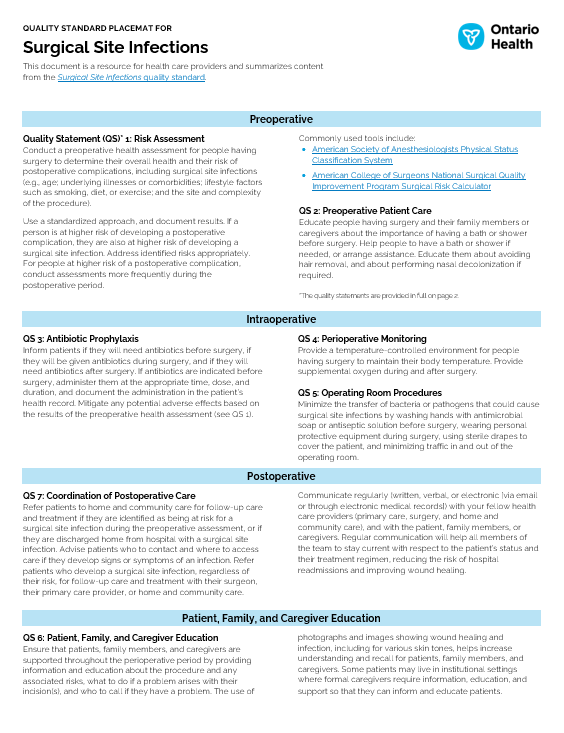 QUALITY STANDARD PLACEMAT FOR
Surgical Site Infections
This document is a resource for health care providers and summarizes content
from the Surgical Site Infections quality standard.
Ontario
Health
Preoperative
Quality Statement (QS)* 1: Risk Assessment
Conduct a preoperative health assessment for people having
surgery to determine their overall health and their risk of
postoperative complications, including surgical site infections
(e.g., age; underlying illnesses or comorbidities; lifestyle factors
such as smoking, diet, or exercise; and the site and complexity
of the procedure).
Use a standardized approach, and document results. If a
person is at higher risk of developing a postoperative
complication, they are also at higher risk of developing a
surgical site infection. Address identified risks appropriately.
For people at higher risk of a postoperative complication,
conduct assessments more frequently during the
postoperative period.
Commonly used tools include:
• American Society of Anesthesiologists Physical Status
Classification System
• American College of Surgeons National Surgical Quality
Improvement Program Surgical Risk Calculator
QS 2: Preoperative Patient Care
Educate people having surgery and their family members or
caregivers about the importance of having a bath or shower
before surgery. Help people to have a bath or shower if
needed, or arrange assistance. Educate them about avoiding
hair removal, and about performing nasal decolonization if
required.
*The quality statements are provided in full on page 2.
Intraoperative
QS 3: Antibiotic Prophylaxis
Inform patients if they will need antibiotics before surgery, if
they will be given antibiotics during surgery, and if they will
need antibiotics after surgery. If antibiotics are indicated before
surgery, administer them at the appropriate time, dose, and
duration, and document the administration in the patient's
health record. Mitigate any potential adverse effects based on
the results of the preoperative health assessment (see QS 1).
QS 4: Perioperative Monitoring
Provide a temperature-controlled environment for people
having surgery to maintain their body temperature. Provide
supplemental oxygen during and after surgery.
QS 5: Operating Room Procedures
Minimize the transfer of bacteria or pathogens that could cause
surgical site infections by washing hands with antimicrobial
soap or antiseptic solution before surgery, wearing personal
protective equipment during surgery, using sterile drapes to
cover the patient, and minimizing traffic in and out of the
operating room.
Postoperative
QS 7: Coordination of Postoperative Care
Refer patients to home and community care for follow-up care
and treatment if they are identified as being at risk for a
surgical site infection during the preoperative assessment, or if
they are discharged home from hospital with a surgical site
infection. Advise patients who to contact and where to access
care if they develop signs or symptoms of an infection. Refer
patients who develop a surgical site infection, regardless of
their risk, for follow-up care and treatment with their surgeon,
their primary care provider, or home and community care.
Communicate regularly (written, verbal, or electronic [via email
or through electronic medical records]) with your fellow health
care providers (primary care, surgery, and home and
community care), and with the patient, family members, or
caregivers. Regular communication will help all members of
the team to stay current with respect to the patient's status and
their treatment regimen, reducing the risk of hospital
readmissions and improving wound healing.
Patient, Family, and Caregiver Education
QS 6: Patient, Family, and Caregiver Education
Ensure that patients, family members, and caregivers are
supported throughout the perioperative period by providing
information and education about the procedure and any
associated risks, what to do if a problem arises with their
incision(s), and who to call if they have a problem. The use of
photographs and images showing wound healing and
infection, including for various skin tones, helps increase
understanding and recall for patients, family members, and
caregivers. Some patients may live in institutional settings
where formal caregivers require information, education, and
support so that they can inform and educate patients.